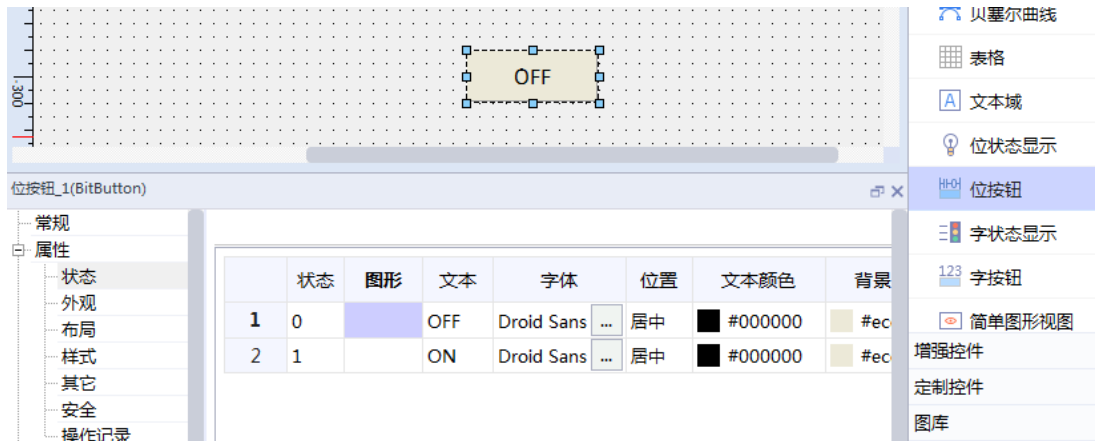 贝塞尔曲线
表格
A 文本域
位状态显示
位按钮
字状态显示
123 字按钮
简单图形视图
增强控件
定制控件
图库
300
OFF
位按钮_1(BitButton)
常规
属性
状态
外观
布局
样式
其它
安全
操作记录
状态 图形 文本 字体 位置 文本颜色 背景
1 0 OFF Droid Sans ... 居中 #000000 #ec
2 1 ON Droid Sans ... 居中 #000000 #ec